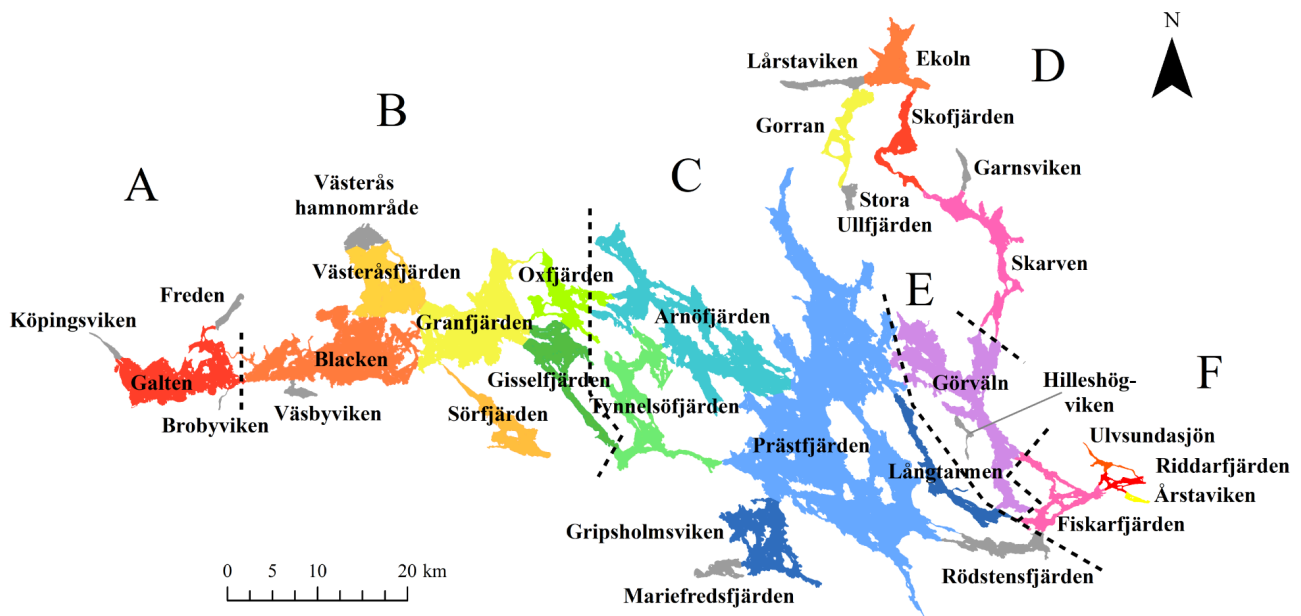 N
Lårstaviken
Ekoln
D
B
Gorran
Skofjärden
A
C
Garnsviken
Västerås
hamnområde
Stora
Ullfjärden
Västeråsfjärden
Oxfjärden
Skarven
Freden
E
Köpingsviken
Granfjärden
Arnöfjärden
Blacken
Galten
Gisselfjärden
Görväln
Hilleshög-
viken
F
Brobyviken
Väsbyviken
Sörfjärden
Tynnelsöfjärden
Prästfjärden
Ulvsundasjön
Långtarmen
Riddarfjärden
Årstaviken
Gripsholmsviken
Fiskarfjärden
Rödstensfjärden
Mariefredsfjärden
0 5 10 20 km